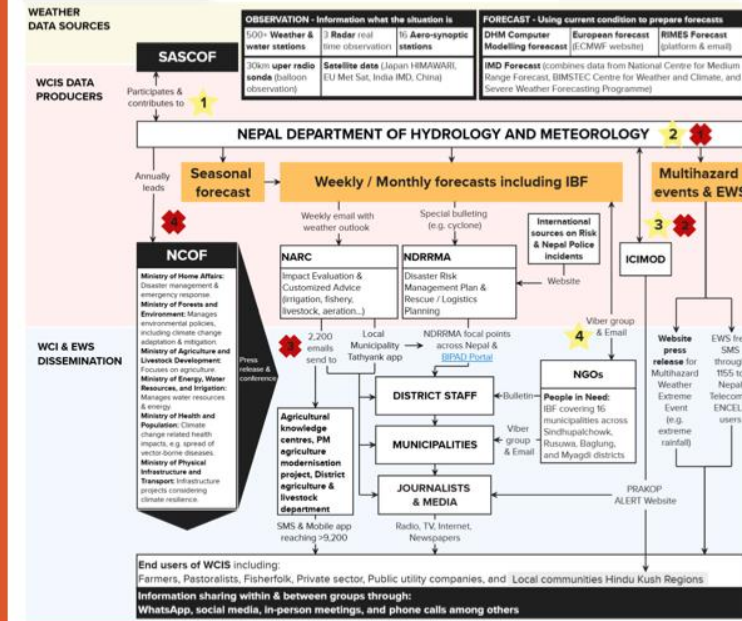 WEATHER
DATA SOURCES
OBSERVATION - Information what the situation is
500+ Weather &
water stations
3 Radar real
time observation
16 Aero-synoptic
stations
30km uper radio
sonda (balloon
observation)
Satellite data (Japan HIMAWARI,
EU Met Sat, India IMD, China)
FORECAST - Using current condition to prepare forecasts
DHM Computer
Modelling forecast
European forecast
(ECMWF website)
RIMES Forecast
(platform & email)
IMD Forecast (combines data from National Centre for Medium
Range Forecast, BIMSTEC Centre for Weather and Climate, and
Severe Weather Forecasting Programme)
SASCOF
WCIS DATA
PRODUCERS
Participates &
contributes to
1
NEPAL DEPARTMENT OF HYDROLOGY AND METEOROLOGY
2
1
Annually
leads
4
Seasonal
forecast
Weekly / Monthly forecasts including IBF
Multihazard
events & EWS
Weekly email with
weather outlook
Special bulleting
(e.g. cyclone)
International
sources on Risk
& Nepal Police
incidents
3
2
NCOF
Ministry of Home Affairs:
Disaster management &
emergency response.
Ministry of Forests and
Environment: Manages
environmental policies,
including climate change
adaptation & mitigation.
Ministry of Agriculture and
Livestock Development:
Focuses on agriculture.
Ministry of Energy, Water
Resources, and Irrigation:
Manages water resources
& energy.
Ministry of Health and
Population: Climate
change related health
impacts, e.g. spread of
vector-borne diseases.
Ministry of Physical
Infrastructure and
Transport: Infrastructure
projects considering
climate resilience.
Press
release &
conference
NARC
Impact Evaluation &
Customized Advice
(irrigation, fishery,
livestock, aeration...)
NDRRMA
Disaster Risk
Management Plan &
Rescue / Logistics
Planning
Website
ICIMOD
WCI & EWS
DISSEMINATION
3
2,200
emails
send to
Local
Municipality
Tathyank app
NDRRMA focal points
across Nepal &
BIPAD Portal
4
Viber group
& Email
Website
press
release for
Multihazard
Weather
Extreme
Event
(e.g.
extreme
rainfall)
EWS fre
SMS
through
1155 to
Nepal
Telecom
ENCEL
users
NGOs
People in Need:
IBF covering 16
municipalities across
Sindhupalchowk,
Rusuwa, Baglung,
and Myagdi districts
DISTRICT STAFF
Bulletin
Agricultural
knowledge
centres, PM
agriculture
modernisation
project, District
agriculture &
livestock
department
MUNICIPALITIES
Viber
group
& Email
JOURNALISTS
& MEDIA
PRAKOP
ALERT Website
SMS & Mobile app
reaching >9,200
Radio, TV, Internet,
Newspapers
End users of WCIS including:
Farmers, Pastoralists, Fisherfolk, Private sector, Public utility companies, and Local communities Hindu Kush Regions
Information sharing within & between groups through:
WhatsApp, social media, in-person meetings, and phone calls among others